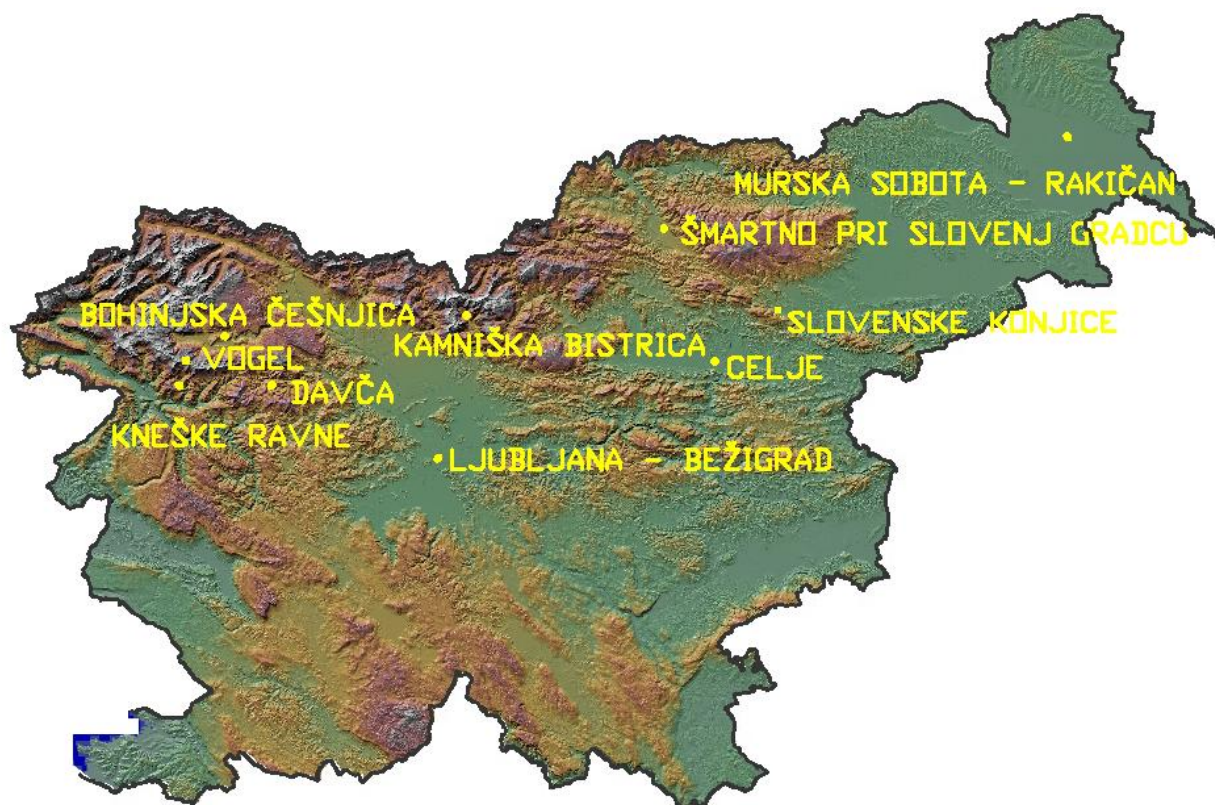 MURSKA SOBOTA - RAKIČAN
ŠMARTNO PRI SLOVENJ GRADCU
BOHINJSKA ČEŠNJICA
SLOVENSKE KONJICE
KAMNIŠKA BISTRICA
VOGEL
CELJE
DAVČA
KNEŠKE RAVNE
LJUBLJANA - BEŽIGRAD